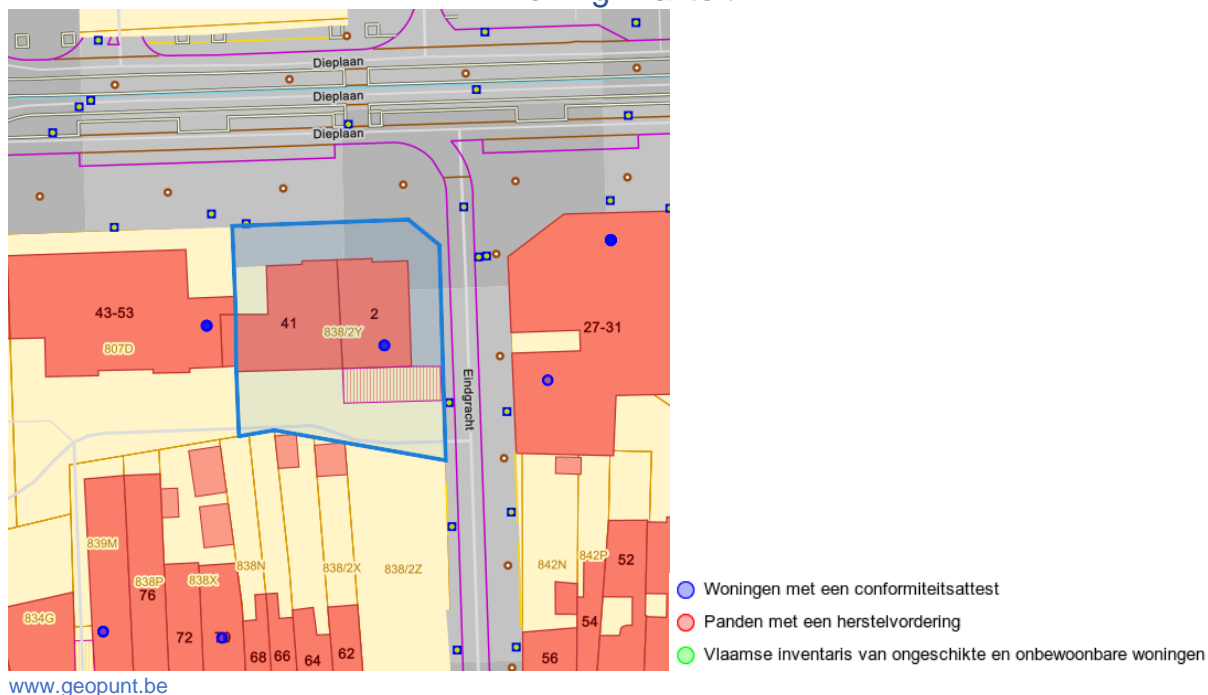 Dieplaan
Dieplaan
Dieplaan
43-53
807D
41
2
838/2Y
27-31
Eindgracht
839M
838P
76
838X
838N
838/2X
838/2Z
842N
842P
52
834G
72
70
68
66
64
62
54
56
Woningen met een conformiteitsattest
Panden met een herstelvordering
Vlaamse inventaris van ongeschikte en onbewoonbare woningen
www.geopunt.be